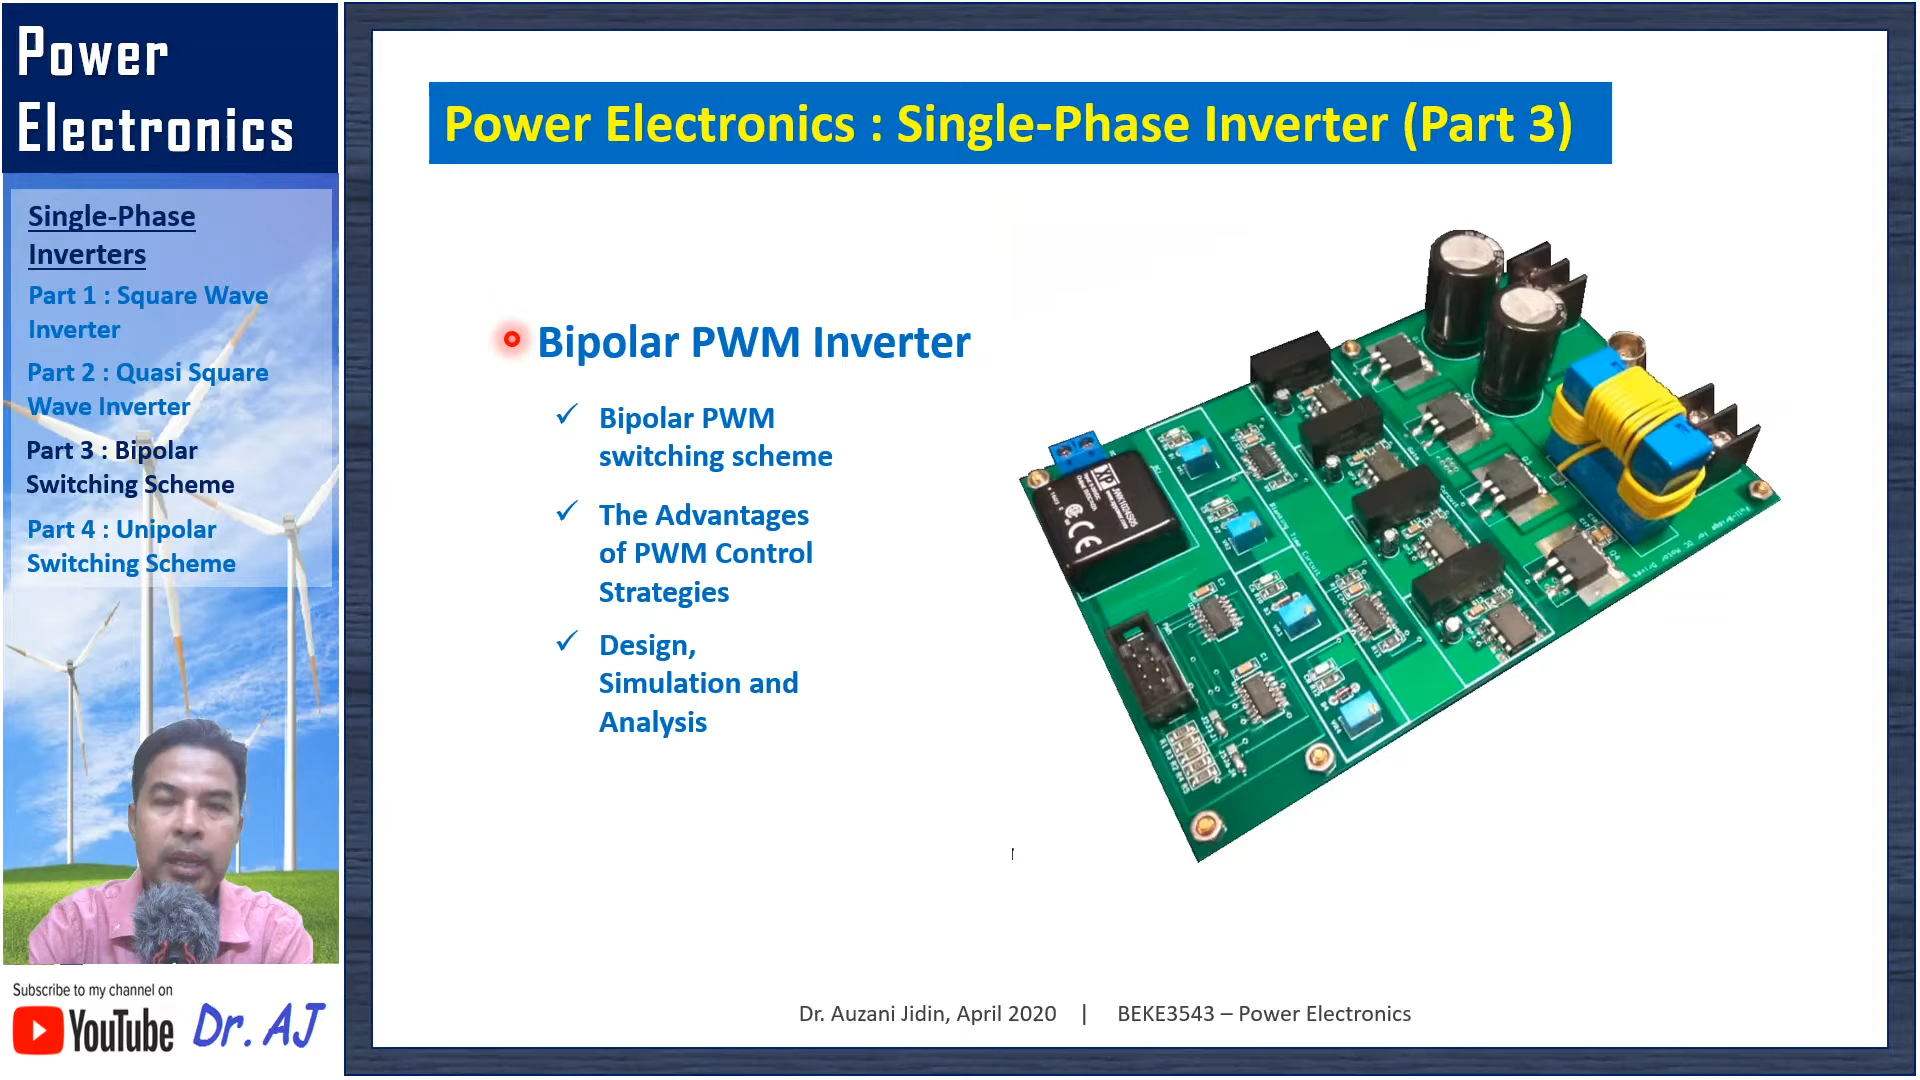 Power
Electronics
Single-Phase
Inverters
Part 1 : Square Wave
Inverter
Part 2 : Quasi Square
Wave Inverter
Part 3 : Bipolar
Switching Scheme
Part 4 : Unipolar
Switching Scheme
Subscribe to my channel on
YouTube Dr. AJ
Power Electronics : Single-Phase Inverter (Part 3)
Bipolar PWM Inverter
✓ Bipolar PWM
switching scheme
✓ The Advantages
of PWM Control
Strategies
✓ Design,
Simulation and
Analysis
XP
JWK1024S05
CE
Dr. Auzani Jidin, April 2020 | BEKE3543 – Power Electronics